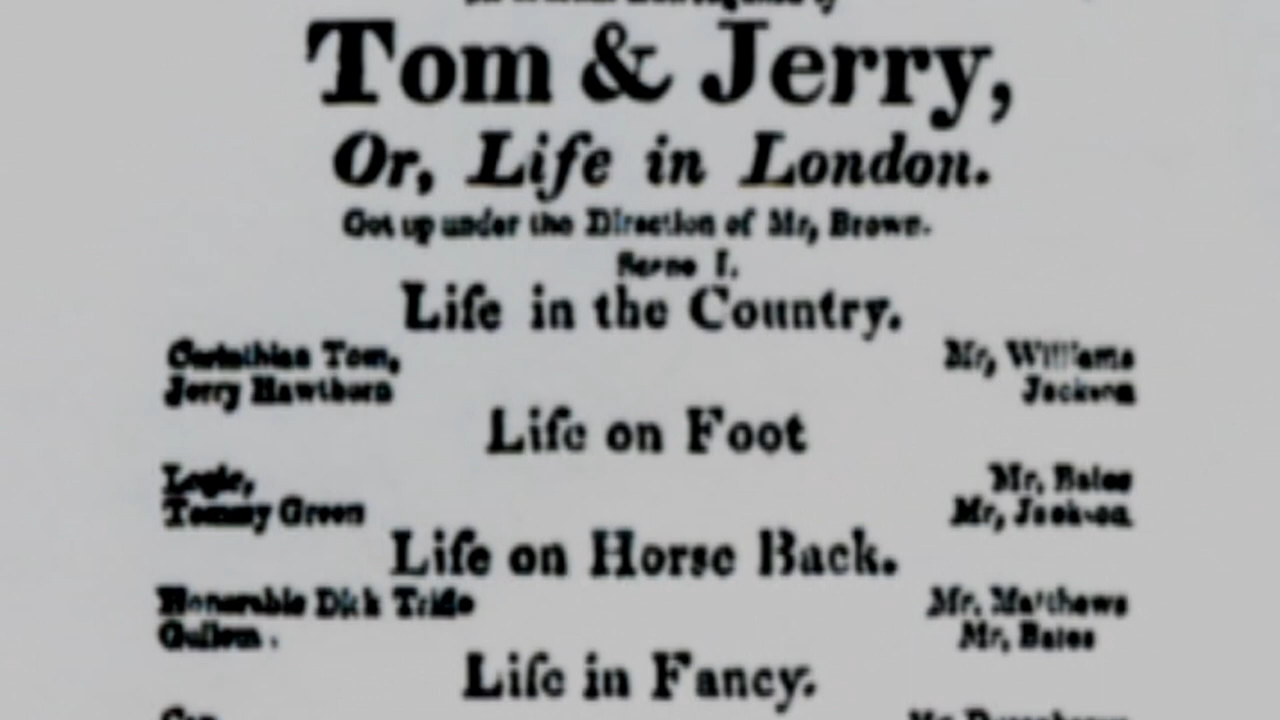 Tom & Jerry,
Or, Life in London.
Got up under the Direction of Mr, Brown.
Scene I.
Life in the Country.
Corinthian Tom, Mr, Williams
Jerry Hawthorn Jackson
Life on Foot
Logic, Mr. Bates
Tommy Green Mr, Jackson.
Life on Horse Back.
Honorable Dick Trifle Mr. Matthews
Gullem. Mr, Bates
Life in Fancy.